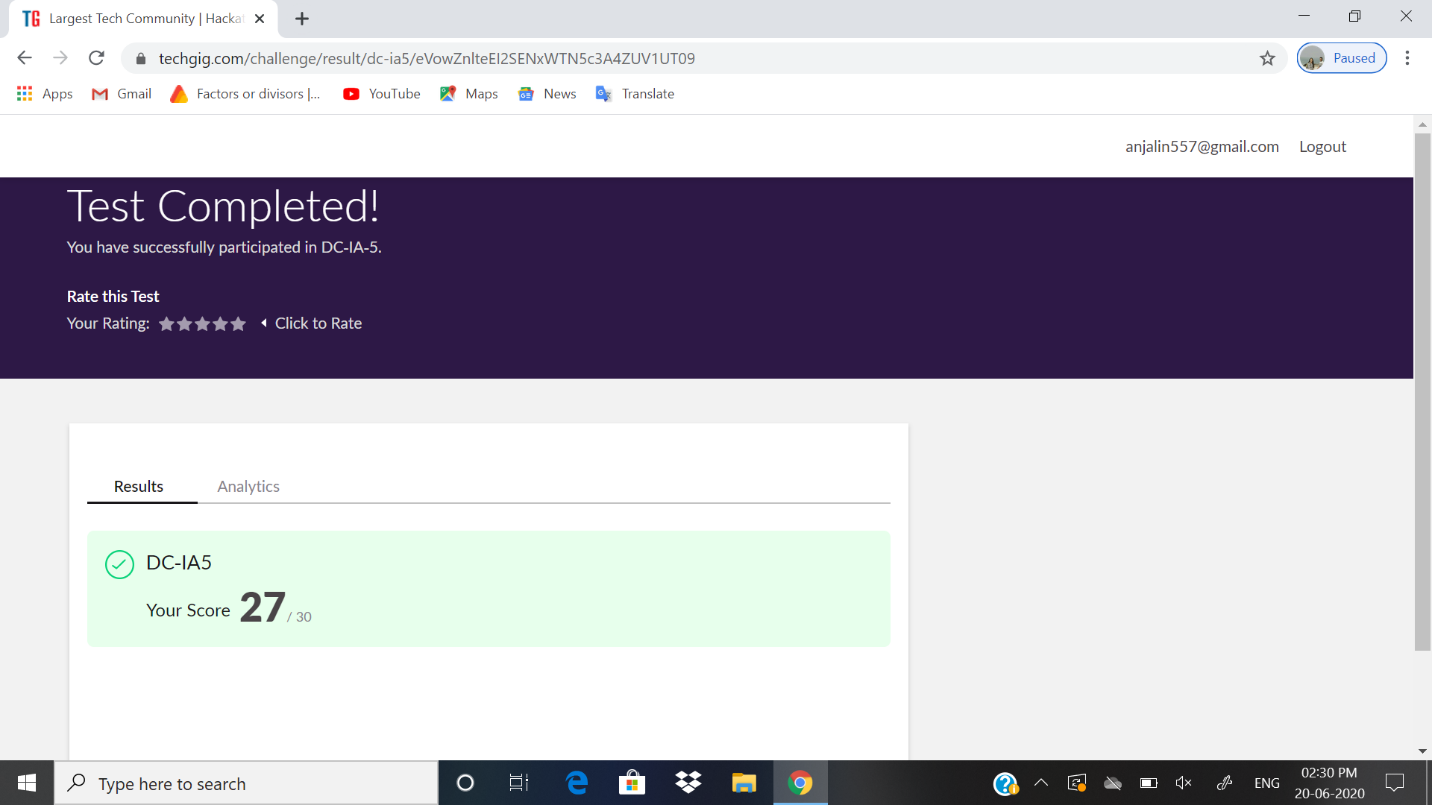 TG Largest Tech Community | Hacka
techgig.com/challenge/result/dc-ia5/eVowZnlteEI2SENxWTN5c3A4ZUV1UT09 Paused
Apps Gmail Factors or divisors |... YouTube Maps News Translate
anjalin557@gmail.com Logout
Test Completed!
You have successfully participated in DC-IA-5.
Rate this Test
Your Rating: Click to Rate
Results Analytics
DC-IA5
Your Score 27 / 30
Type here to search
ENG
02:30 PM
20-06-2020